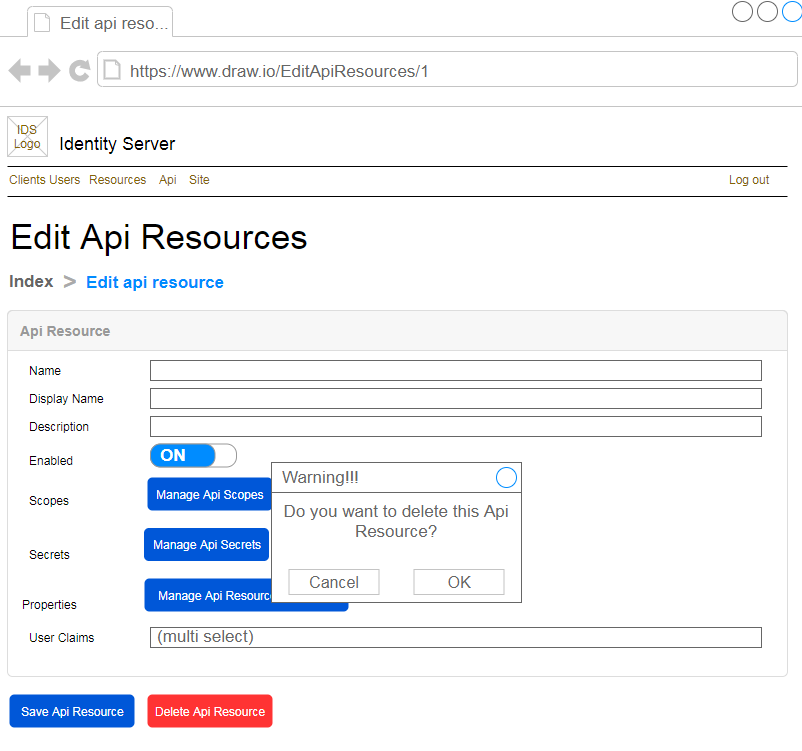 Edit api reso...
https://www.draw.io/EditApiResources/1
IDS
Logo
Identity Server
Clients Users Resources Api Site Log out
Edit Api Resources
Index > Edit api resource
Api Resource
Name
Display Name
Description
Enabled ON
Warning!!!
Scopes Manage Api Scopes
Do you want to delete this Api
Resource?
Secrets Manage Api Secrets
Cancel OK
Properties Manage Api Resourc
User Claims (multi select)
Save Api Resource Delete Api Resource